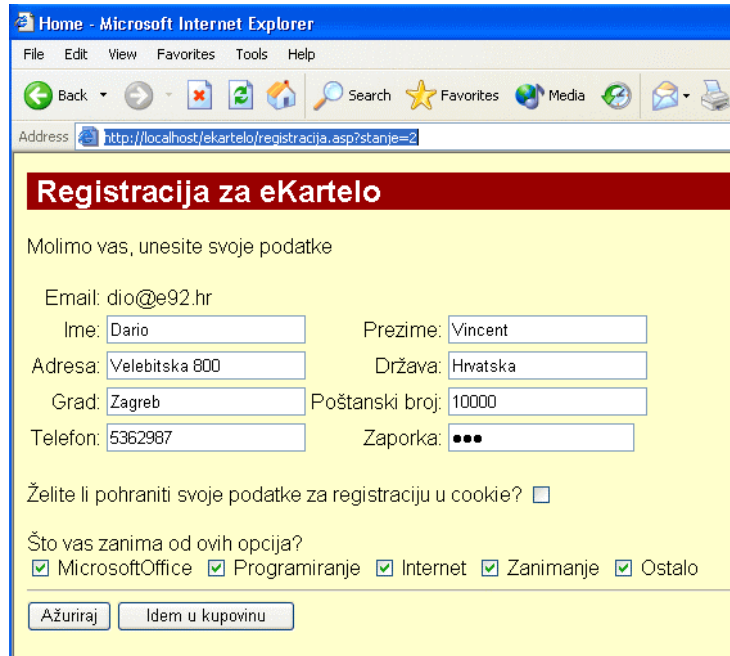 Home - Microsoft Internet Explorer
File Edit View Favorites Tools Help
Back Search Favorites Media
Address http://localhost/ekartelo/registracija.asp?stanje=2
Registracija za eKartelo
Molimo vas, unesite svoje podatke
Email: dio@e92.hr
Ime: Dario Prezime: Vincent
Adresa: Velebitska 800 Država: Hrvatska
Grad: Zagreb Poštanski broj: 10000
Telefon: 5362987 Zaporka: ●●●
Želite li pohraniti svoje podatke za registraciju u cookie?
Što vas zanima od ovih opcija?
MicrosoftOffice Programiranje Internet Zanimanje Ostalo
Ažuriraj Idem u kupovinu